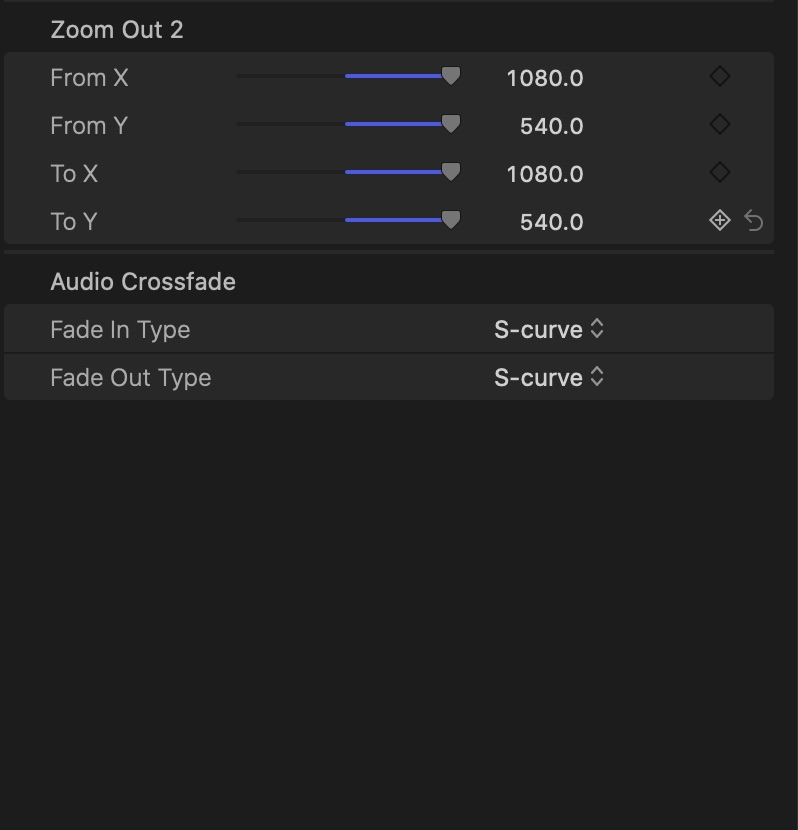 Zoom Out 2
From X 1080.0
From Y 540.0
To X 1080.0
To Y 540.0
Audio Crossfade
Fade In Type S-curve
Fade Out Type S-curve